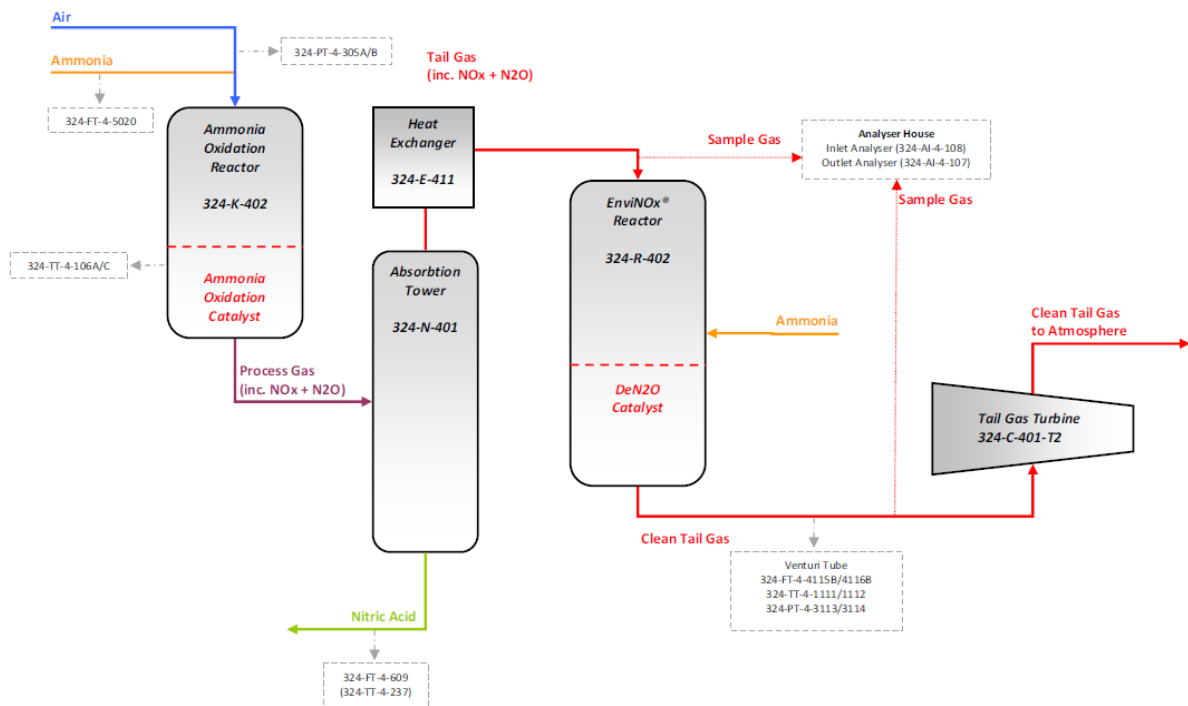 Air
Ammonia
324-PT-4-305A/B
324-FT-4-5020
Ammonia
Oxidation
Reactor
324-K-402
Ammonia
Oxidation
Catalyst
324-TT-4-106A/C
Process Gas
(inc. NOx + N2O)
Tail Gas
(inc. NOx + N2O)
Heat
Exchanger
324-E-411
Absorbtion
Tower
324-N-401
Nitric Acid
324-FT-4-609
(324-TT-4-237)
Sample Gas
Analyser House
Inlet Analyser (324-AI-4-108)
Outlet Analyser (324-AI-4-107)
Sample Gas
EnviNOx®
Reactor
324-R-402
Ammonia
DeN2O
Catalyst
Clean Tail Gas
Venturi Tube
324-FT-4-4115B/4116B
324-TT-4-1111/1112
324-PT-4-3113/3114
Clean Tail Gas
to Atmosphere
Tail Gas Turbine
324-C-401-T2